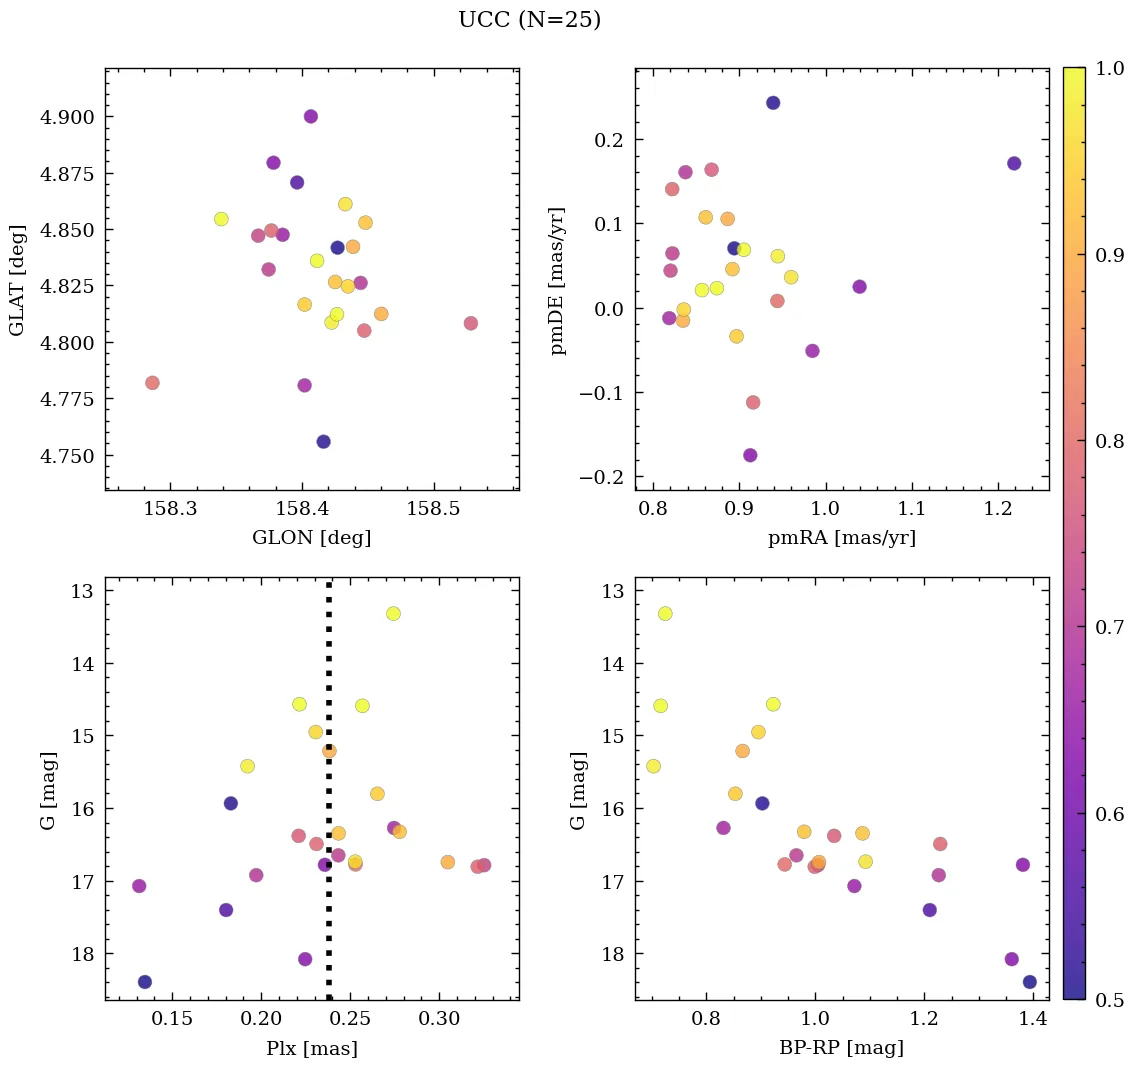 UCC (N=25)
4.900
4.875
4.850
4.825
4.800
4.775
4.750
GLAT [deg]
158.3 158.4 158.5
GLON [deg]
0.2
0.1
0.0
−0.1
−0.2
pmDE [mas/yr]
0.8 0.9 1.0 1.1 1.2
pmRA [mas/yr]
13
14
15
16
17
18
G [mag]
0.15 0.20 0.25 0.30
Plx [mas]
13
14
15
16
17
18
G [mag]
0.8 1.0 1.2 1.4
BP-RP [mag]
1.0
0.9
0.8
0.7
0.6
0.5